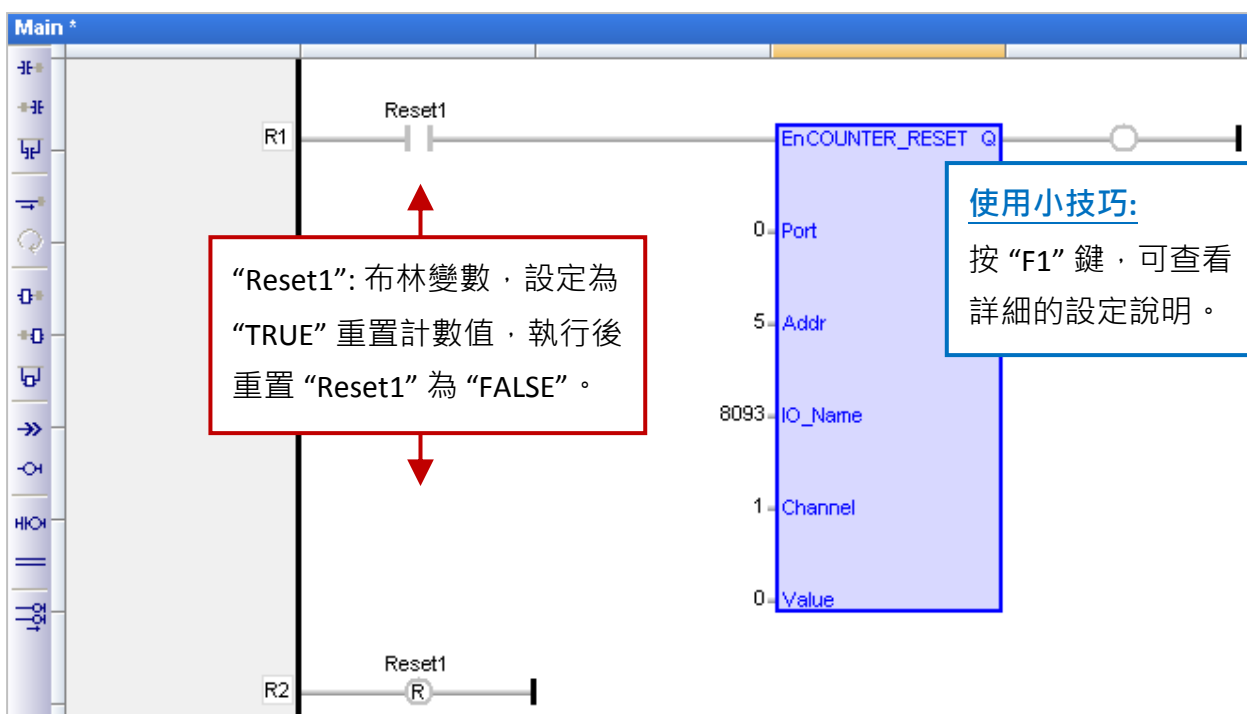 Main *
Reset1
R1
En COUNTER_RESET Q
0 Port
5 Addr
8093 IO_Name
1 Channel
0 Value
“Reset1”: 布林變數，設定為
“TRUE” 重置計數值，執行後
重置 “Reset1” 為 “FALSE”。
使用小技巧:
按 “F1” 鍵，可查看
詳細的設定說明。
Reset1
R2
R